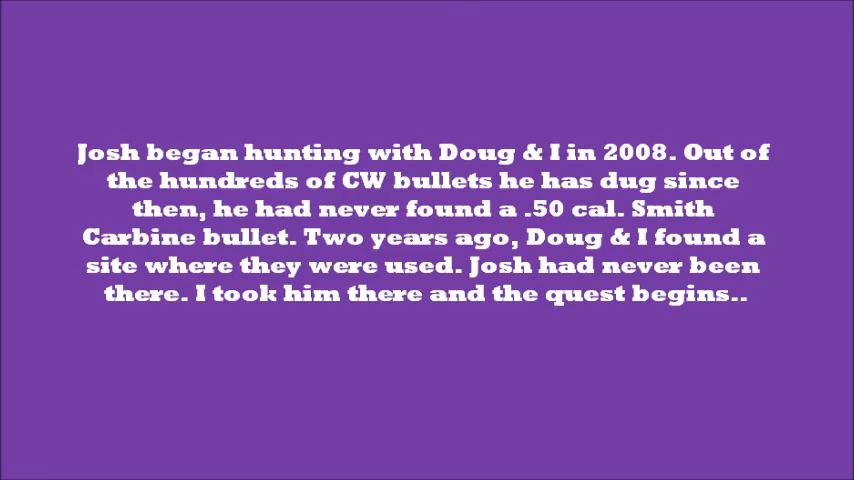 Josh began hunting with Doug & I in 2008. Out of
the hundreds of CW bullets he has dug since
then, he had never found a .50 cal. Smith
Carbine bullet. Two years ago, Doug & I found a
site where they were used. Josh had never been
there. I took him there and the quest begins..